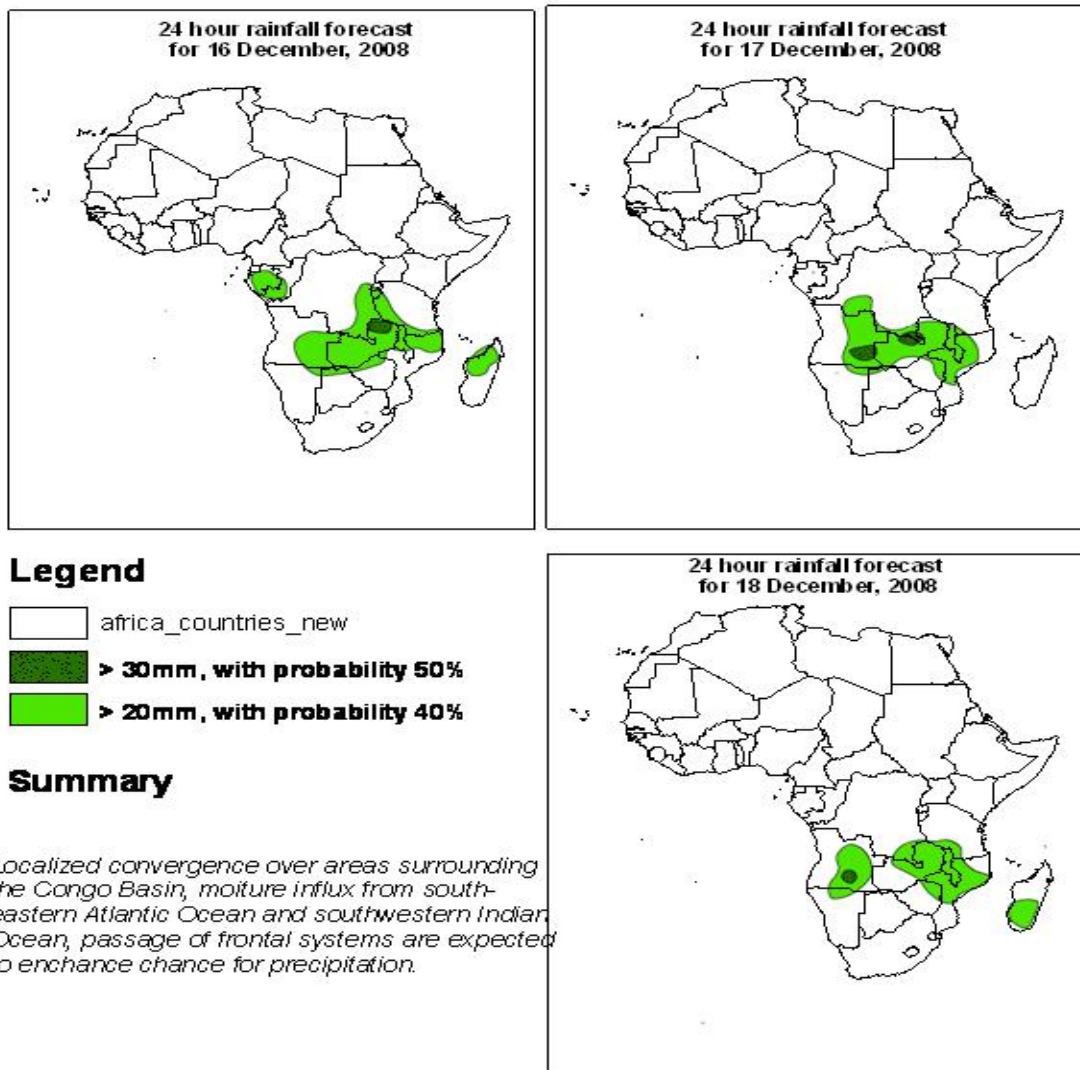 24 hour rainfall forecast
for 16 December, 2008
24 hour rainfall forecast
for 17 December, 2008
Legend
africa_countries_new
> 30mm, with probability 50%
> 20mm, with probability 40%
Summary
ocalized convergence over areas surrounding
he Congo Basin, moiture influx from south-
eastern Atlantic Ocean and southwestern Indian
Ocean, passage of frontal systems are expected
o enchance chance for precipitation.
24 hour rainfall forecast
for 18 December, 2008